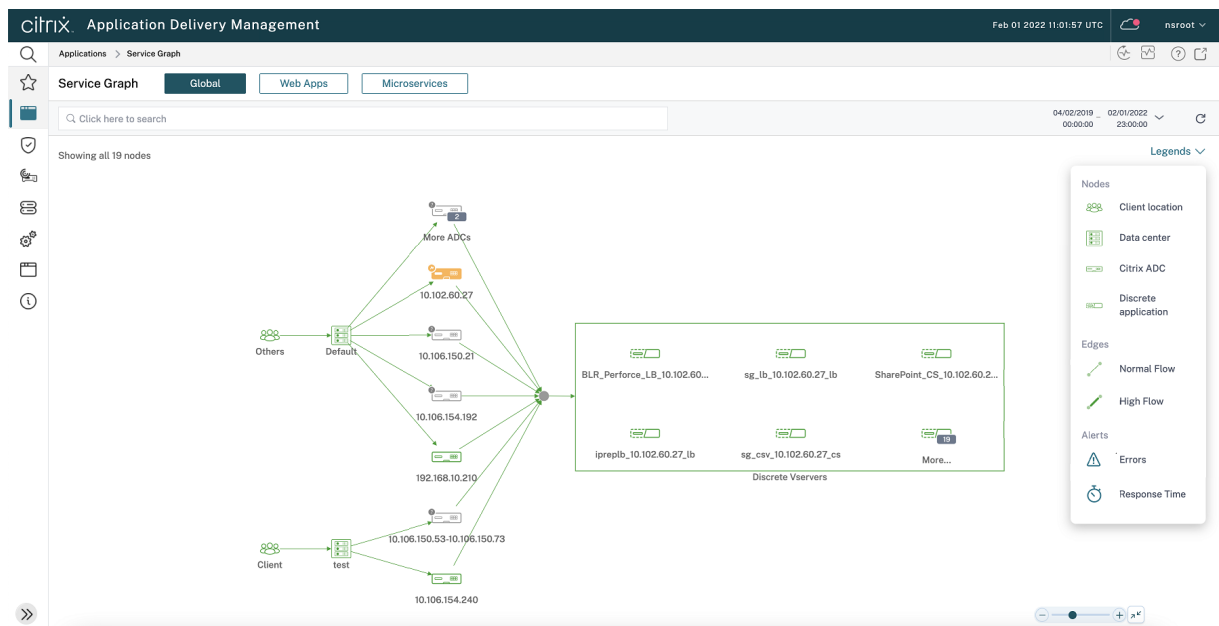 citrix Application Delivery Management
Feb 01 2022 11:01:57 UTC
nsroot
Applications > Service Graph
Service Graph
Global
Web Apps
Microservices
Click here to search
04/02/2019 – 02/01/2022
00:00:00 23:00:00
Showing all 19 nodes
Legends
Nodes
Client location
Data center
Citrix ADC
Discrete
application
Edges
Normal Flow
High Flow
Alerts
Errors
Response Time
2
More ADCs
10.102.60.27
Others
Default
10.106.150.21
10.106.154.192
192.168.10.210
10.106.150.53-10.106.150.73
Client
test
10.106.154.240
BLR_Perforce_LB_10.102.60...
sg_lb_10.102.60.27_lb
SharePoint_CS_10.102.60.2...
ipreplb_10.102.60.27_lb
sg_csv_10.102.60.27_cs
19
More...
Discrete Vservers